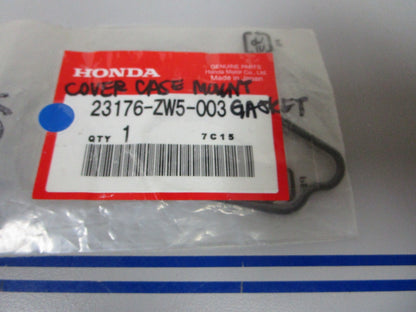 HONDA
GENUINE PARTS
Honda Motor Co., Ltd.
Made in Japan
COVER CASE MOUNT
23176-ZW5-003 GASKET
QTY 1 7C15